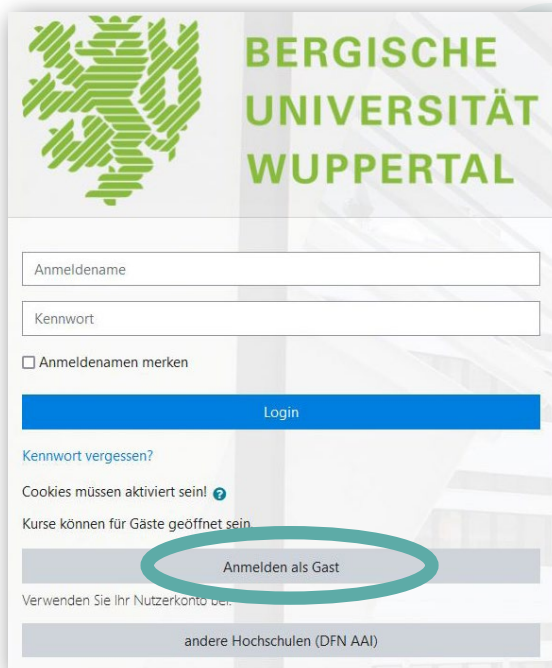 BERGISCHE
UNIVERSITÄT
WUPPERTAL
Anmeldename
Kennwort
Anmeldenamen merken
Login
Kennwort vergessen?
Cookies müssen aktiviert sein!
Kurse können für Gäste geöffnet sein
Anmelden als Gast
Verwenden Sie Ihr Nutzerkonto bei:
andere Hochschulen (DFN AAI)